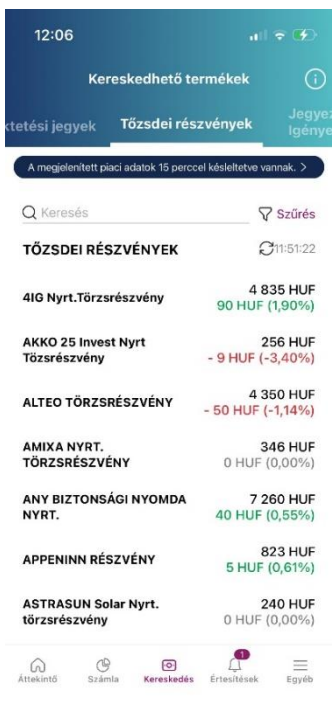 12:06
Kereskedhető termékek
ktetési jegyek
Tőzsdei részvények
Jegyez
Igénye
A megjelenített piaci adatok 15 perccel késleltetve vannak. >
Keresés
Szűrés
TŐZSDEI RÉSZVÉNYEK
11:51:22
4IG Nyrt.Törzsrészvény
4 835 HUF
90 HUF (1,90%)
AKKO 25 Invest Nyrt
Tözsrészvény
256 HUF
- 9 HUF (-3,40%)
ALTEO TÖRZSRÉSZVÉNY
4 350 HUF
- 50 HUF (-1,14%)
AMIXA NYRT.
TÖRZSRÉSZVÉNY
346 HUF
0 HUF (0,00%)
ANY BIZTONSÁGI NYOMDA
NYRT.
7 260 HUF
40 HUF (0,55%)
APPENINN RÉSZVÉNY
823 HUF
5 HUF (0,61%)
ASTRASUN Solar Nyrt.
törzsrészvény
240 HUF
0 HUF (0,00%)
1
Áttekintő
Számla
Kereskedés
Értesítések
Egyéb